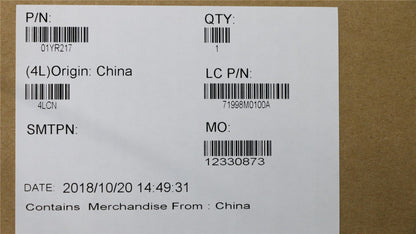 P/N:
QTY:
01YR217
1
(4L)Origin: China
LC P/N:
4LCN
71998M0100A
SMTPN:
MO:
12330873
DATE: 2018/10/20 14:49:31
Contains Merchandise From : China